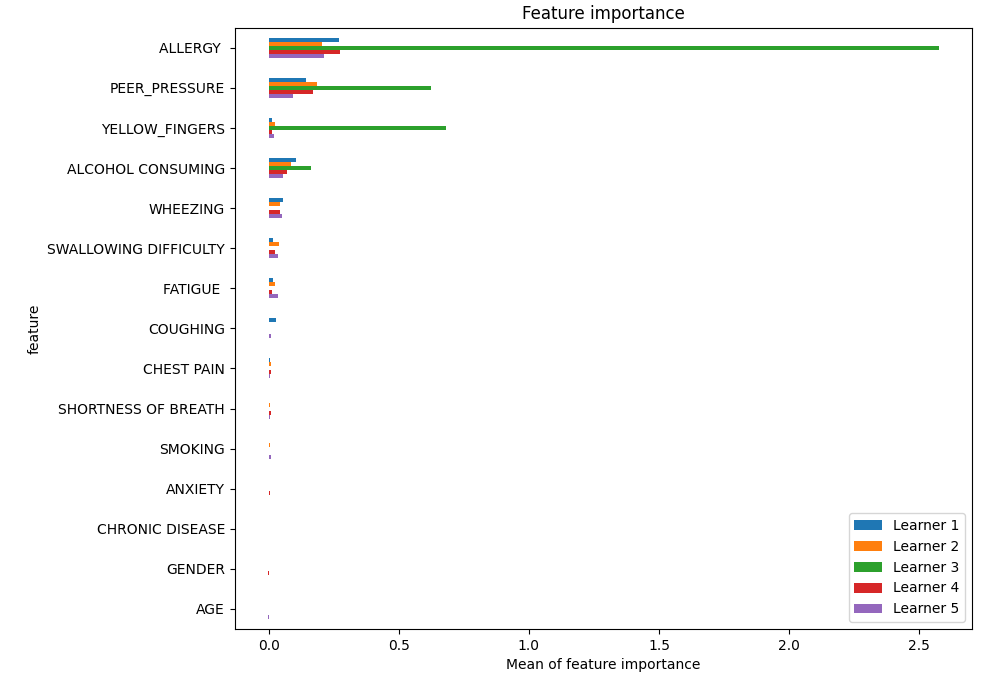 Feature importance
ALLERGY
PEER_PRESSURE
YELLOW_FINGERS
ALCOHOL CONSUMING
WHEEZING
SWALLOWING DIFFICULTY
FATIGUE
COUGHING
CHEST PAIN
SHORTNESS OF BREATH
SMOKING
ANXIETY
CHRONIC DISEASE
GENDER
AGE
feature
Learner 1
Learner 2
Learner 3
Learner 4
Learner 5
0.0 0.5 1.0 1.5 2.0 2.5
Mean of feature importance